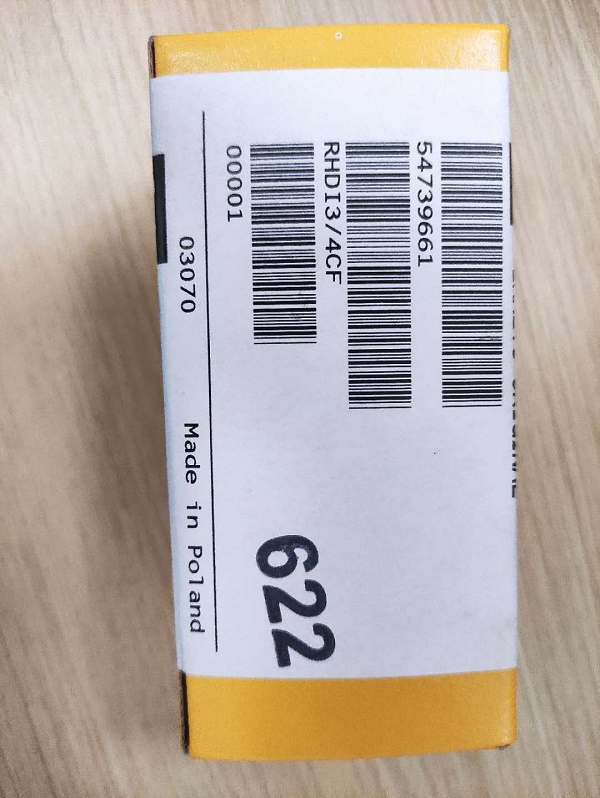 54739661
RHDI3/4CF
00001
622
03070 Made in Poland